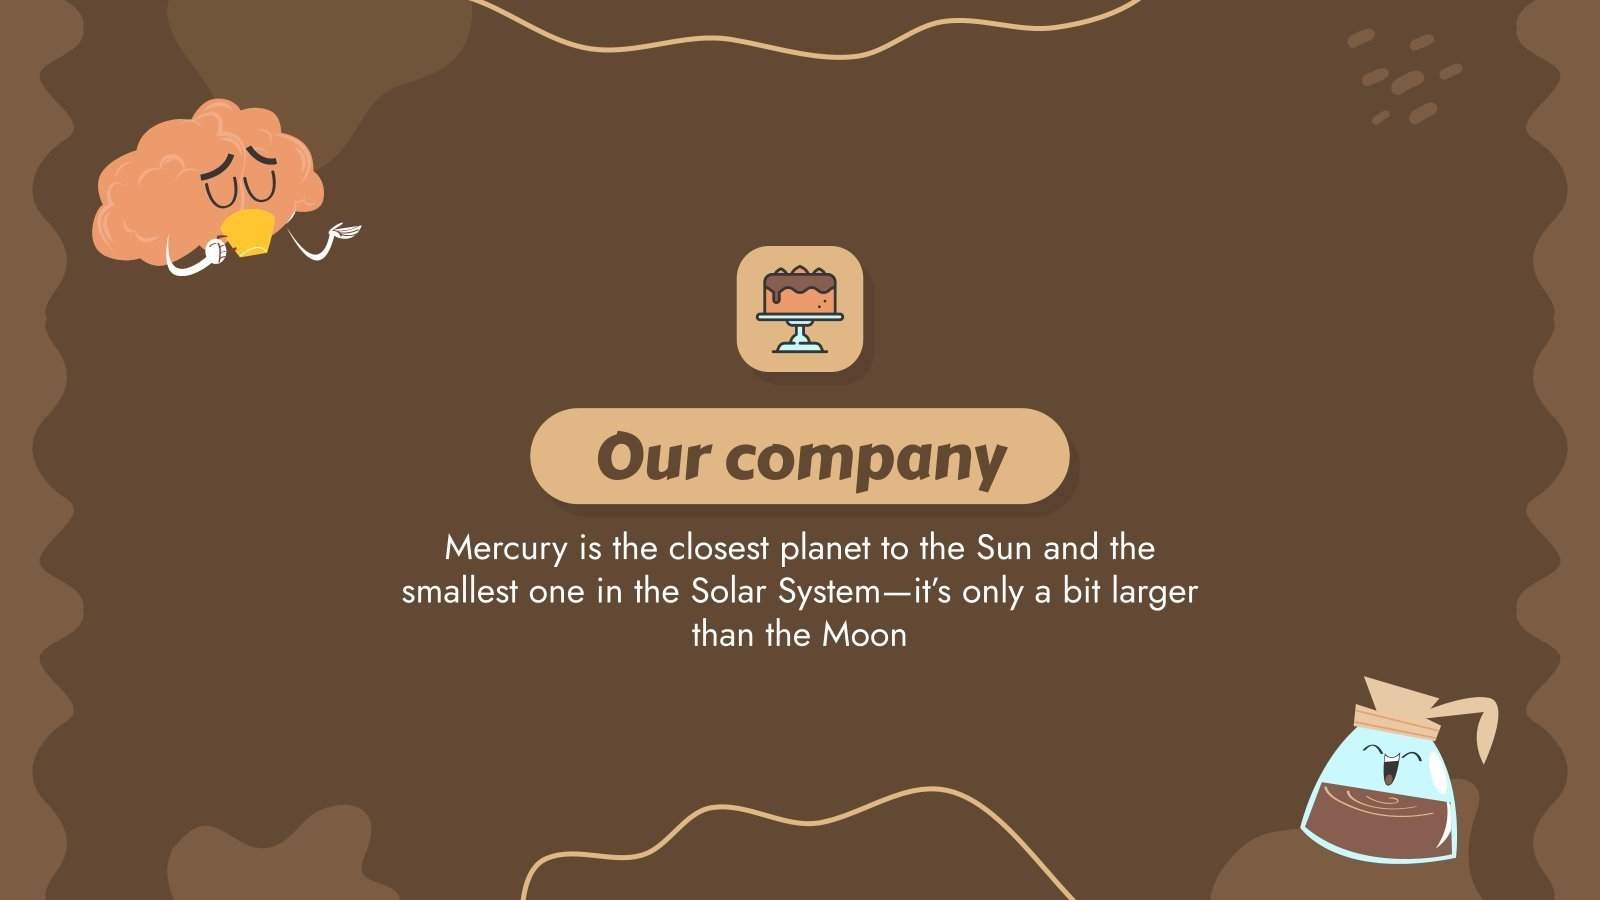 Our company
Mercury is the closest planet to the Sun and the
smallest one in the Solar System—it’s only a bit larger
than the Moon